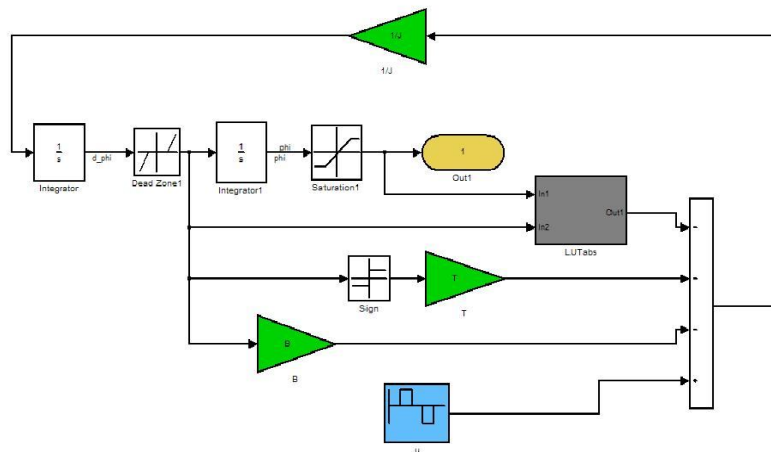 1/J
1/J
1
s
d_phi
Integrator
Dead Zone1
1
s
phi
phi
Integrator1
Saturation1
1
Out1
In1
In2
Out1
LUTabs
Sign
T
T
B
B
u